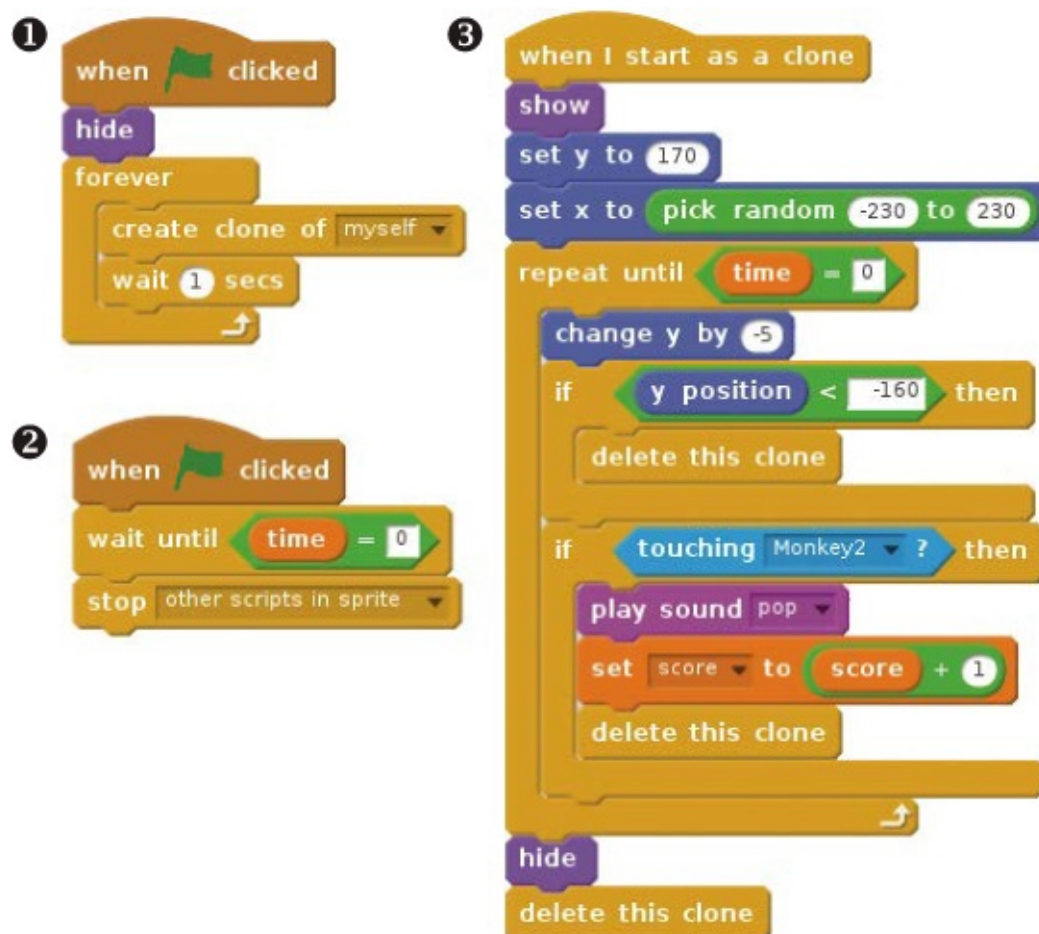 ❶
when clicked
hide
forever
create clone of myself
wait 1 secs
❷
when clicked
wait until time = 0
stop other scripts in sprite
❸
when I start as a clone
show
set y to 170
set x to pick random -230 to 230
repeat until time = 0
change y by -5
if y position < -160 then
delete this clone
if touching Monkey2 ? then
play sound pop
set score to score + 1
delete this clone
hide
delete this clone